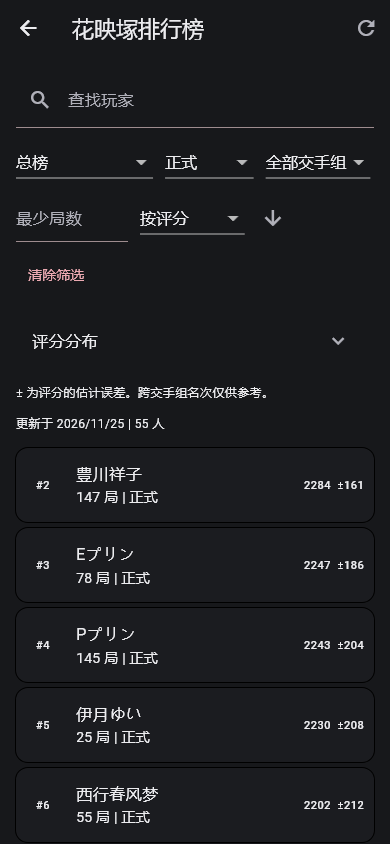 花映塚排行榜
查找玩家
总榜 正式 全部交手组
最少局数 按评分
清除筛选
评分分布
± 为评分的估计误差。跨交手组名次仅供参考。
更新于 2026/11/25 | 55 人
#2 豊川祥子 2284 ±161
147 局 | 正式
#3 Eプリン 2247 ±186
78 局 | 正式
#4 Pプリン 2243 ±204
145 局 | 正式
#5 伊月ゆい 2230 ±208
25 局 | 正式
#6 西行春风梦 2202 ±212
55 局 | 正式